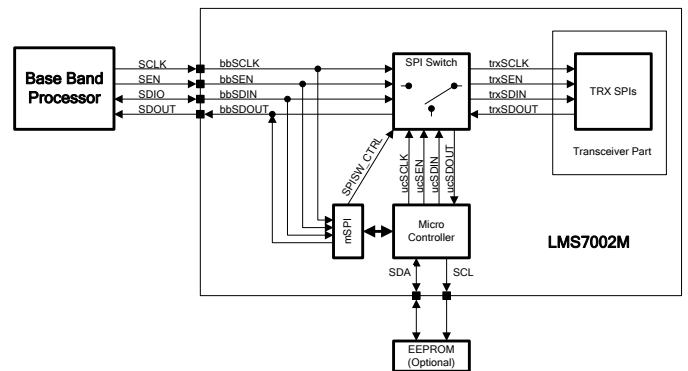 Base Band
Processor
SCLK
SEN
SDIO
SDOUT
bbSCLK
bbSEN
bbSDIN
bbSDOUT
SPI Switch
trxSCLK
trxSEN
trxSDIN
trxSDOUT
TRX SPIs
Transceiver Part
SPISW_CTRL
ucSCLK
ucSEN
ucSDIN
ucSDOUT
mSPI
Micro
Controller
LMS7002M
SDA
SCL
EEPROM
(Optional)